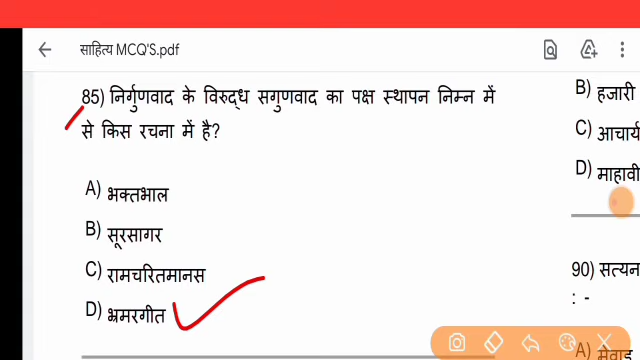 साहित्य MCQ'S.pdf
85) निर्गुणवाद के विरुद्ध सगुणवाद का पक्ष स्थापन निम्न में
से किस रचना में है?
A) भक्तभाल
B) सूरसागर
C) रामचरितमानस
D) भ्रमरगीत
B) हजारी
C) आचार्य
D) माहावी
90) सत्यन
: -
A) मेवाड